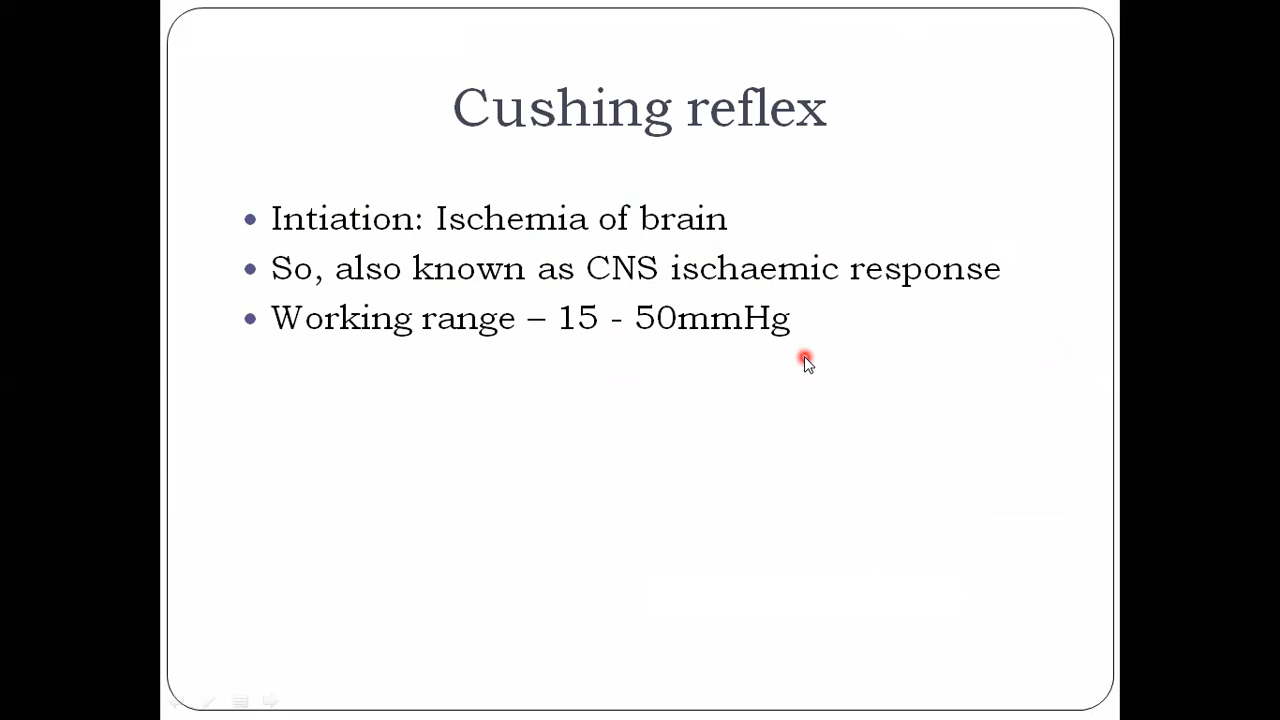 Cushing reflex
• Intiation: Ischemia of brain
• So, also known as CNS ischaemic response
• Working range – 15 - 50mmHg